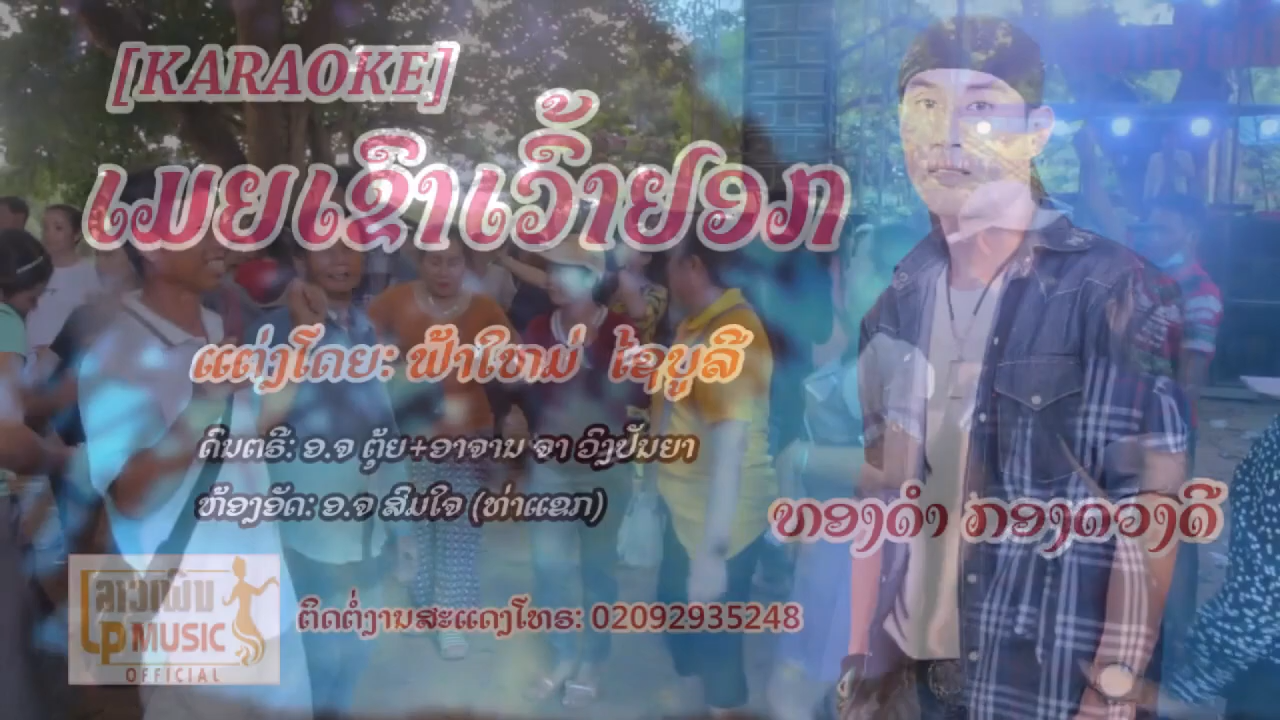 [KARAOKE]
ເມຍເຂົາເວົ້າຢອກ
ແຕ່ງໂດຍ: ຟ້າໃຫມ່ ໄຊບູລີ
ດົນຕຣີ: ອ.ຈ ຕຸ້ຍ+ອາຈານ ຈາ ວົງປັນຍາ
ຫ້ອງອັດ: ອ.ຈ ສົມໃຈ (ທ່າແຂກ)
ທອງດຳ ກອງດວງດີ
ຕິດຕໍ່ງານສະແດງໂທຣ: 02092935248
ລາວເພີນ
LP MUSIC
OFFICIAL